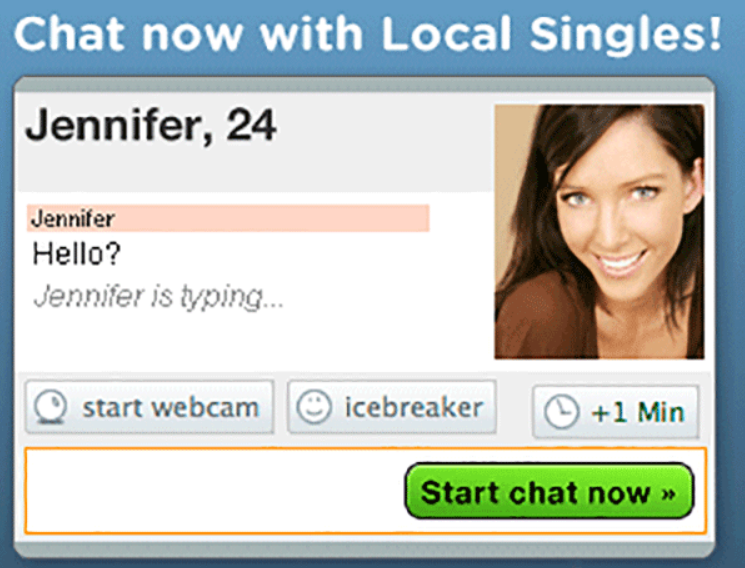 Chat now with Local Singles!
Jennifer, 24
Jennifer
Hello?
Jennifer is typing...
start webcam
icebreaker
+1 Min
Start chat now »